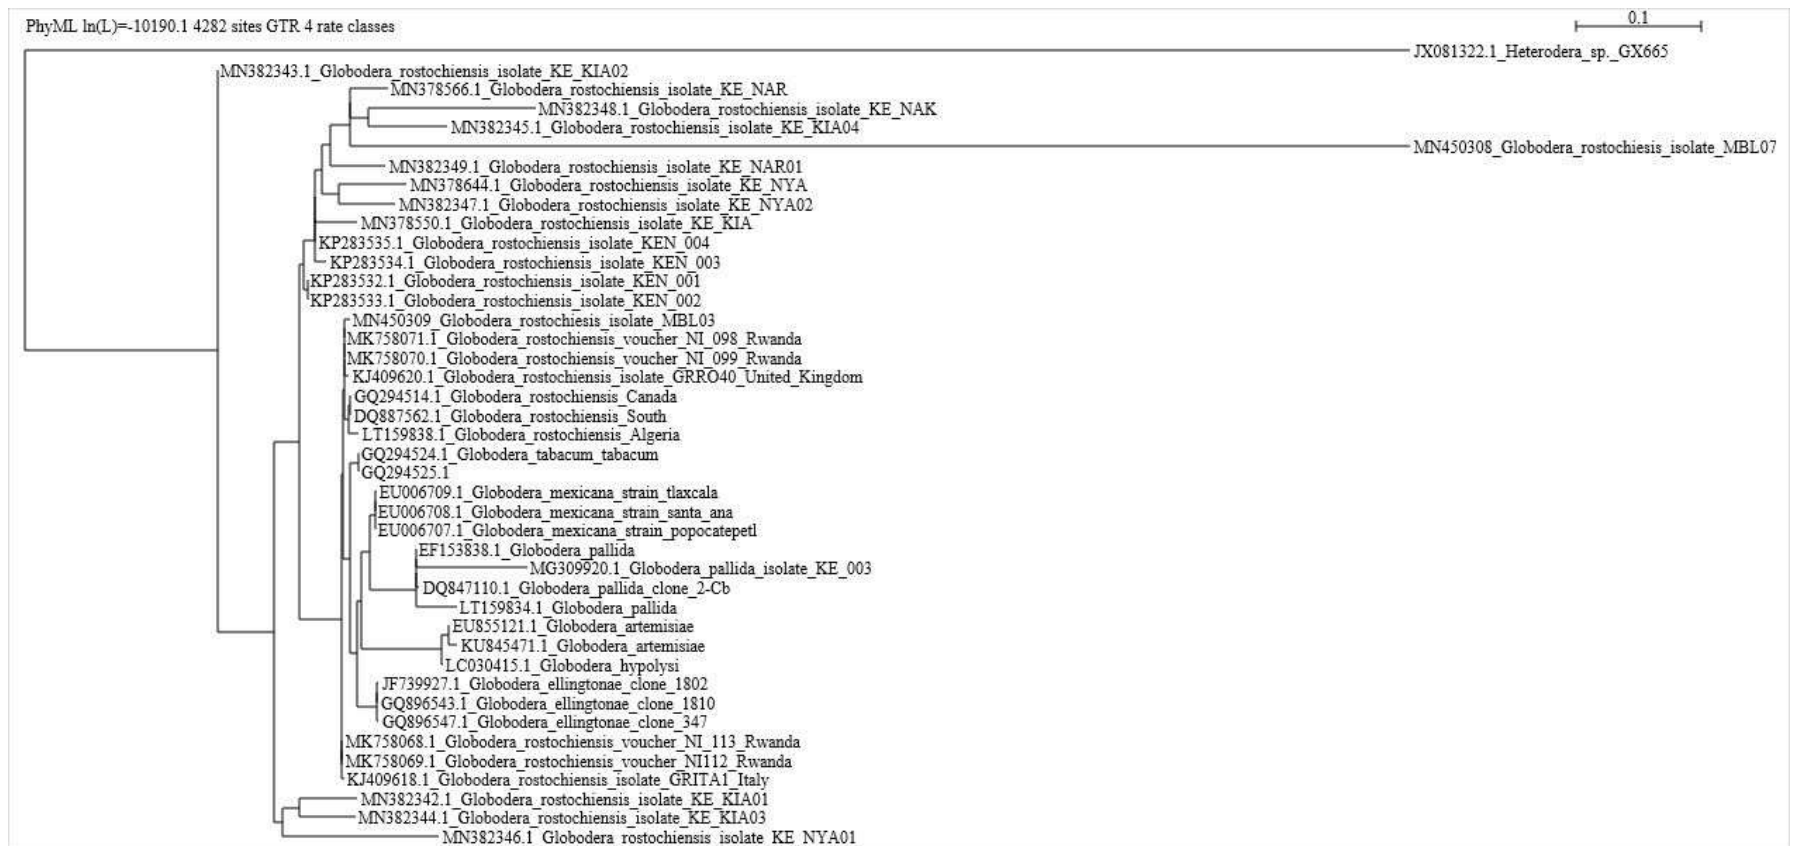 PhyML ln(L)=-10190.1 4282 sites GTR 4 rate classes
0.1
JX081322.1_Heterodera_sp._GX665
MN382343.1_Globodera_rostochiensis_isolate_KE_KIA02
MN378566.1_Globodera_rostochiensis_isolate_KE_NAR
MN382348.1_Globodera_rostochiensis_isolate_KE_NAK
MN382345.1_Globodera_rostochiensis_isolate_KE_KIA04
MN450308_Globodera_rostochiesis_isolate_MBL07
MN382349.1_Globodera_rostochiensis_isolate_KE_NAR01
MN378644.1_Globodera_rostochiensis_isolate_KE_NYA
MN382347.1_Globodera_rostochiensis_isolate_KE_NYA02
MN378550.1_Globodera_rostochiensis_isolate_KE_KIA
KP283535.1_Globodera_rostochiensis_isolate_KEN_004
KP283534.1_Globodera_rostochiensis_isolate_KEN_003
KP283532.1_Globodera_rostochiensis_isolate_KEN_001
KP283533.1_Globodera_rostochiensis_isolate_KEN_002
MN450309_Globodera_rostochiesis_isolate_MBL03
MK758071.1_Globodera_rostochiensis_voucher_NI_098_Rwanda
MK758070.1_Globodera_rostochiensis_voucher_NI_099_Rwanda
KJ409620.1_Globodera_rostochiensis_isolate_GRRO40_United_Kingdom
GQ294514.1_Globodera_rostochiensis_Canada
DQ887562.1_Globodera_rostochiensis_South
LT159838.1_Globodera_rostochiensis_Algeria
GQ294524.1_Globodera_tabacum_tabacum
GQ294525.1
EU006709.1_Globodera_mexicana_strain_tlaxcala
EU006708.1_Globodera_mexicana_strain_santa_ana
EU006707.1_Globodera_mexicana_strain_popocatepetl
EF153838.1_Globodera_pallida
MG309920.1_Globodera_pallida_isolate_KE_003
DQ847110.1_Globodera_pallida_clone_2-Cb
LT159834.1_Globodera_pallida
EU855121.1_Globodera_artemisiae
KU845471.1_Globodera_artemisiae
LC030415.1_Globodera_hypolysi
JF739927.1_Globodera_ellingtonae_clone_1802
GQ896543.1_Globodera_ellingtonae_clone_1810
GQ896547.1_Globodera_ellingtonae_clone_347
MK758068.1_Globodera_rostochiensis_voucher_NI_113_Rwanda
MK758069.1_Globodera_rostochiensis_voucher_NI112_Rwanda
KJ409618.1_Globodera_rostochiensis_isolate_GRITA1_Italy
MN382342.1_Globodera_rostochiensis_isolate_KE_KIA01
MN382344.1_Globodera_rostochiensis_isolate_KE_KIA03
MN382346.1_Globodera_rostochiensis_isolate_KE_NYA01